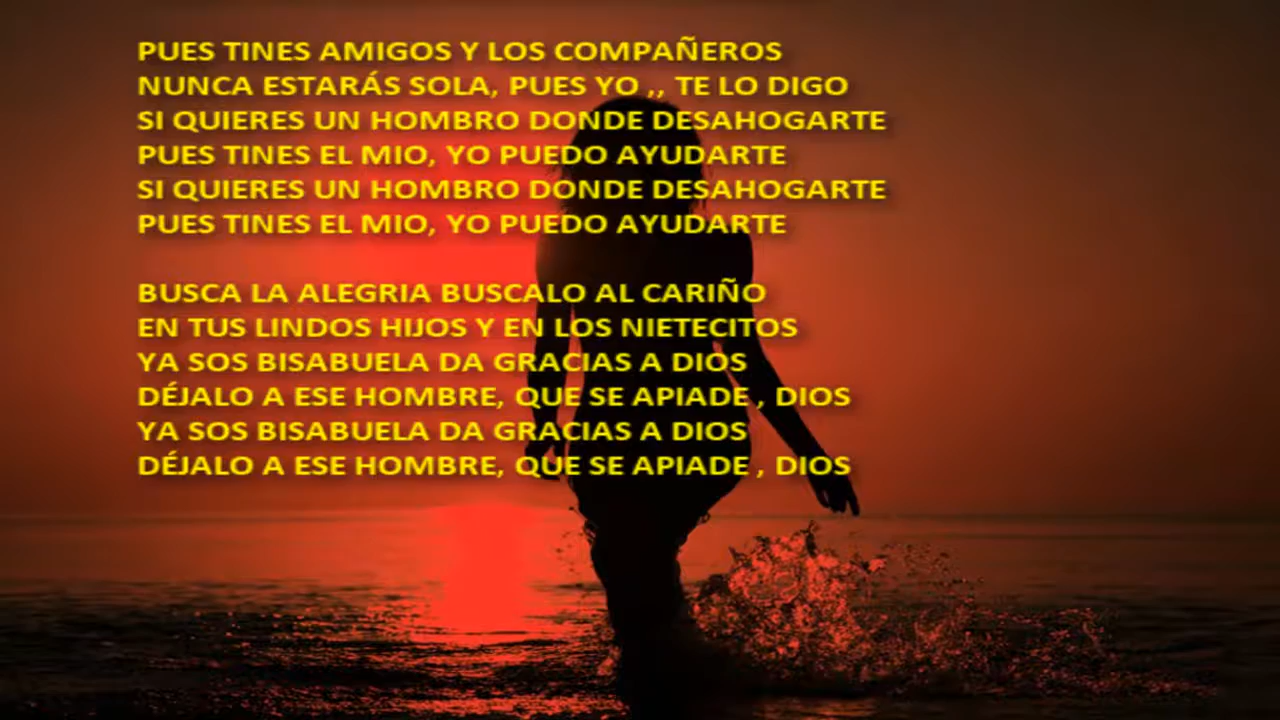 PUES TINES AMIGOS Y LOS COMPAÑEROS
NUNCA ESTARÁS SOLA, PUES YO ,, TE LO DIGO
SI QUIERES UN HOMBRO DONDE DESAHOGARTE
PUES TINES EL MIO, YO PUEDO AYUDARTE
SI QUIERES UN HOMBRO DONDE DESAHOGARTE
PUES TINES EL MIO, YO PUEDO AYUDARTE
BUSCA LA ALEGRIA BUSCALO AL CARIÑO
EN TUS LINDOS HIJOS Y EN LOS NIETECITOS
YA SOS BISABUELA DA GRACIAS A DIOS
DÉJALO A ESE HOMBRE, QUE SE APIADE , DIOS
YA SOS BISABUELA DA GRACIAS A DIOS
DÉJALO A ESE HOMBRE, QUE SE APIADE , DIOS